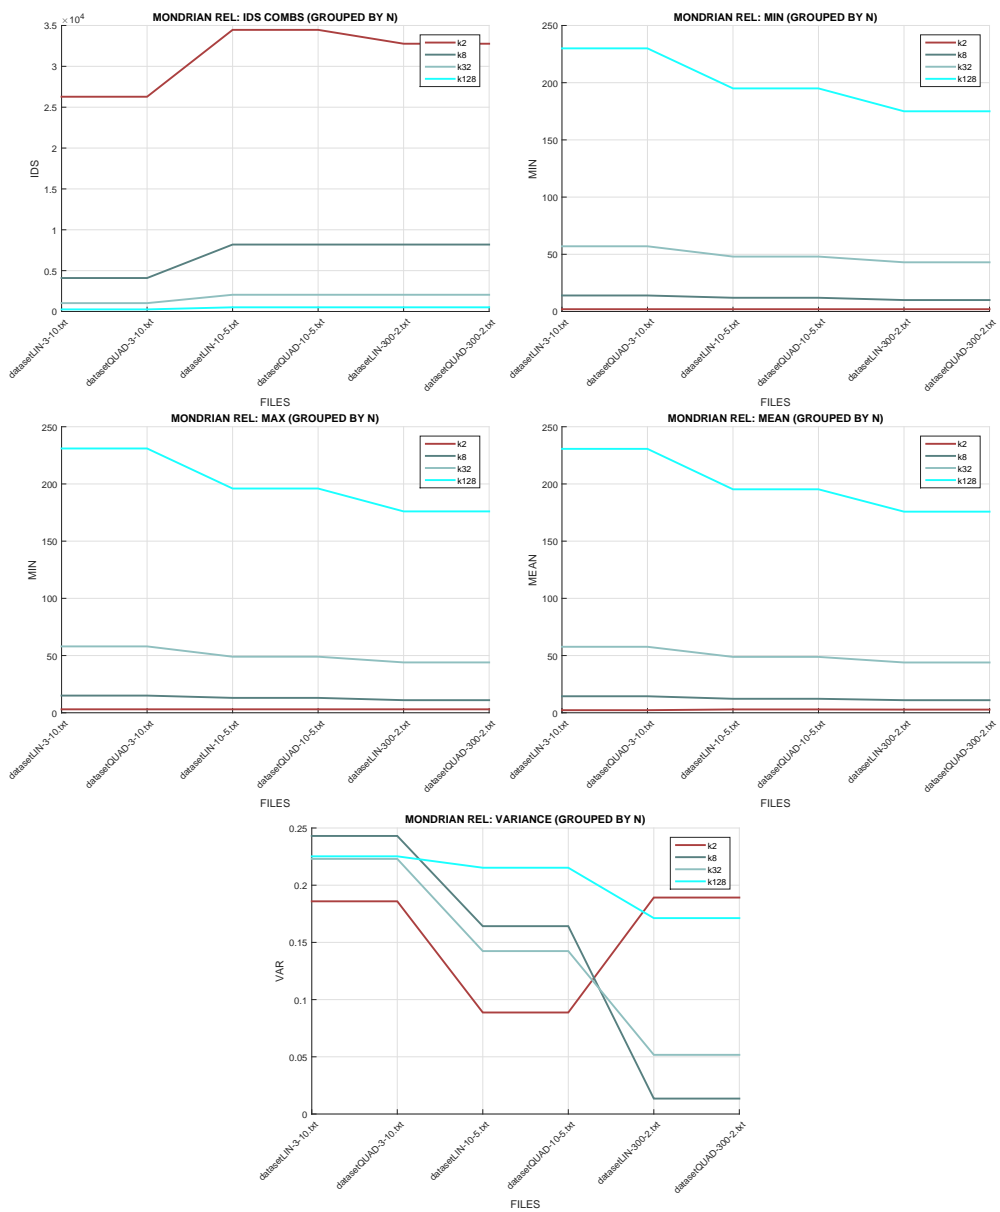 MONDRIAN REL: IDS COMBS (GROUPED BY N)
×10^4
3.5
3
2.5
2
1.5
1
0.5
0
IDS
k2
k8
k32
k128
datasetLIN-3-10.txt
datasetQUAD-3-10.txt
datasetLIN-10-5.txt
datasetQUAD-10-5.txt
datasetLIN-300-2.txt
datasetQUAD-300-2.txt
FILES
MONDRIAN REL: MIN (GROUPED BY N)
250
200
150
100
50
0
MIN
k2
k8
k32
k128
datasetLIN-3-10.txt
datasetQUAD-3-10.txt
datasetLIN-10-5.txt
datasetQUAD-10-5.txt
datasetLIN-300-2.txt
datasetQUAD-300-2.txt
FILES
MONDRIAN REL: MAX (GROUPED BY N)
250
200
150
100
50
0
MIN
k2
k8
k32
k128
datasetLIN-3-10.txt
datasetQUAD-3-10.txt
datasetLIN-10-5.txt
datasetQUAD-10-5.txt
datasetLIN-300-2.txt
datasetQUAD-300-2.txt
FILES
MONDRIAN REL: MEAN (GROUPED BY N)
250
200
150
100
50
0
MEAN
k2
k8
k32
k128
datasetLIN-3-10.txt
datasetQUAD-3-10.txt
datasetLIN-10-5.txt
datasetQUAD-10-5.txt
datasetLIN-300-2.txt
datasetQUAD-300-2.txt
FILES
MONDRIAN REL: VARIANCE (GROUPED BY N)
0.25
0.2
0.15
0.1
0.05
0
VAR
k2
k8
k32
k128
datasetLIN-3-10.txt
datasetQUAD-3-10.txt
datasetLIN-10-5.txt
datasetQUAD-10-5.txt
datasetLIN-300-2.txt
datasetQUAD-300-2.txt
FILES